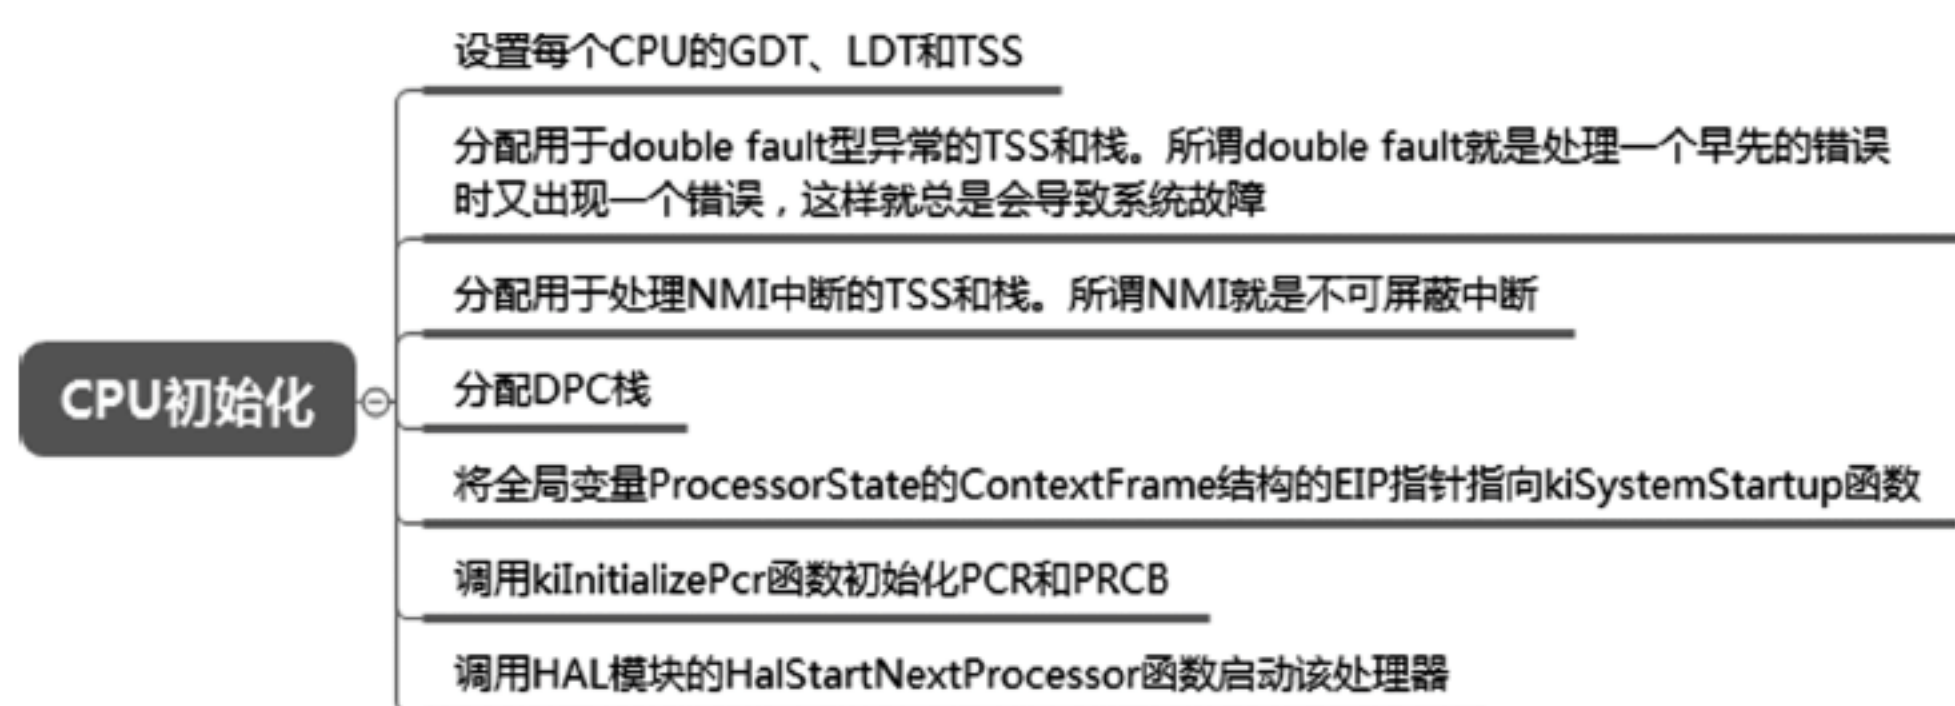 设置每个CPU的GDT、LDT和TSS
分配用于double fault型异常的TSS和栈。所谓double fault就是处理一个早先的错误
时又出现一个错误，这样就总是会导致系统故障
分配用于处理NMI中断的TSS和栈。所谓NMI就是不可屏蔽中断
CPU初始化
分配DPC栈
将全局变量ProcessorState的ContextFrame结构的EIP指针指向kiSystemStartup函数
调用kiInitializePcr函数初始化PCR和PRCB
调用HAL模块的HalStartNextProcessor函数启动该处理器